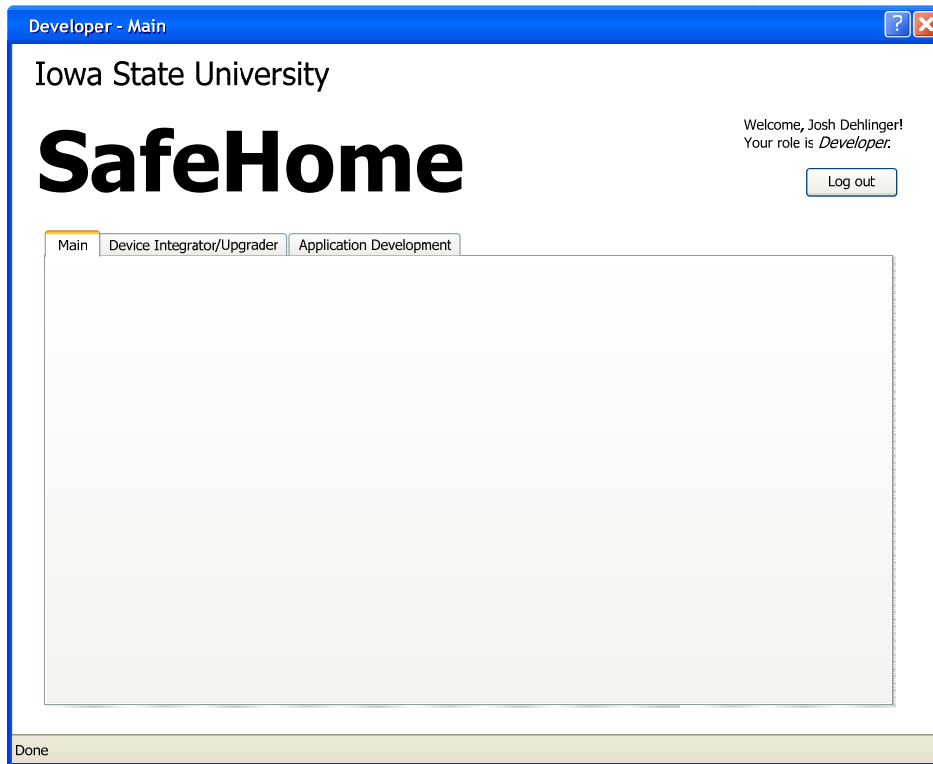 Developer - Main
?
Iowa State University
SafeHome
Welcome, Josh Dehlinger!
Your role is Developer.
Log out
Main
Device Integrator/Upgrader
Application Development
Done